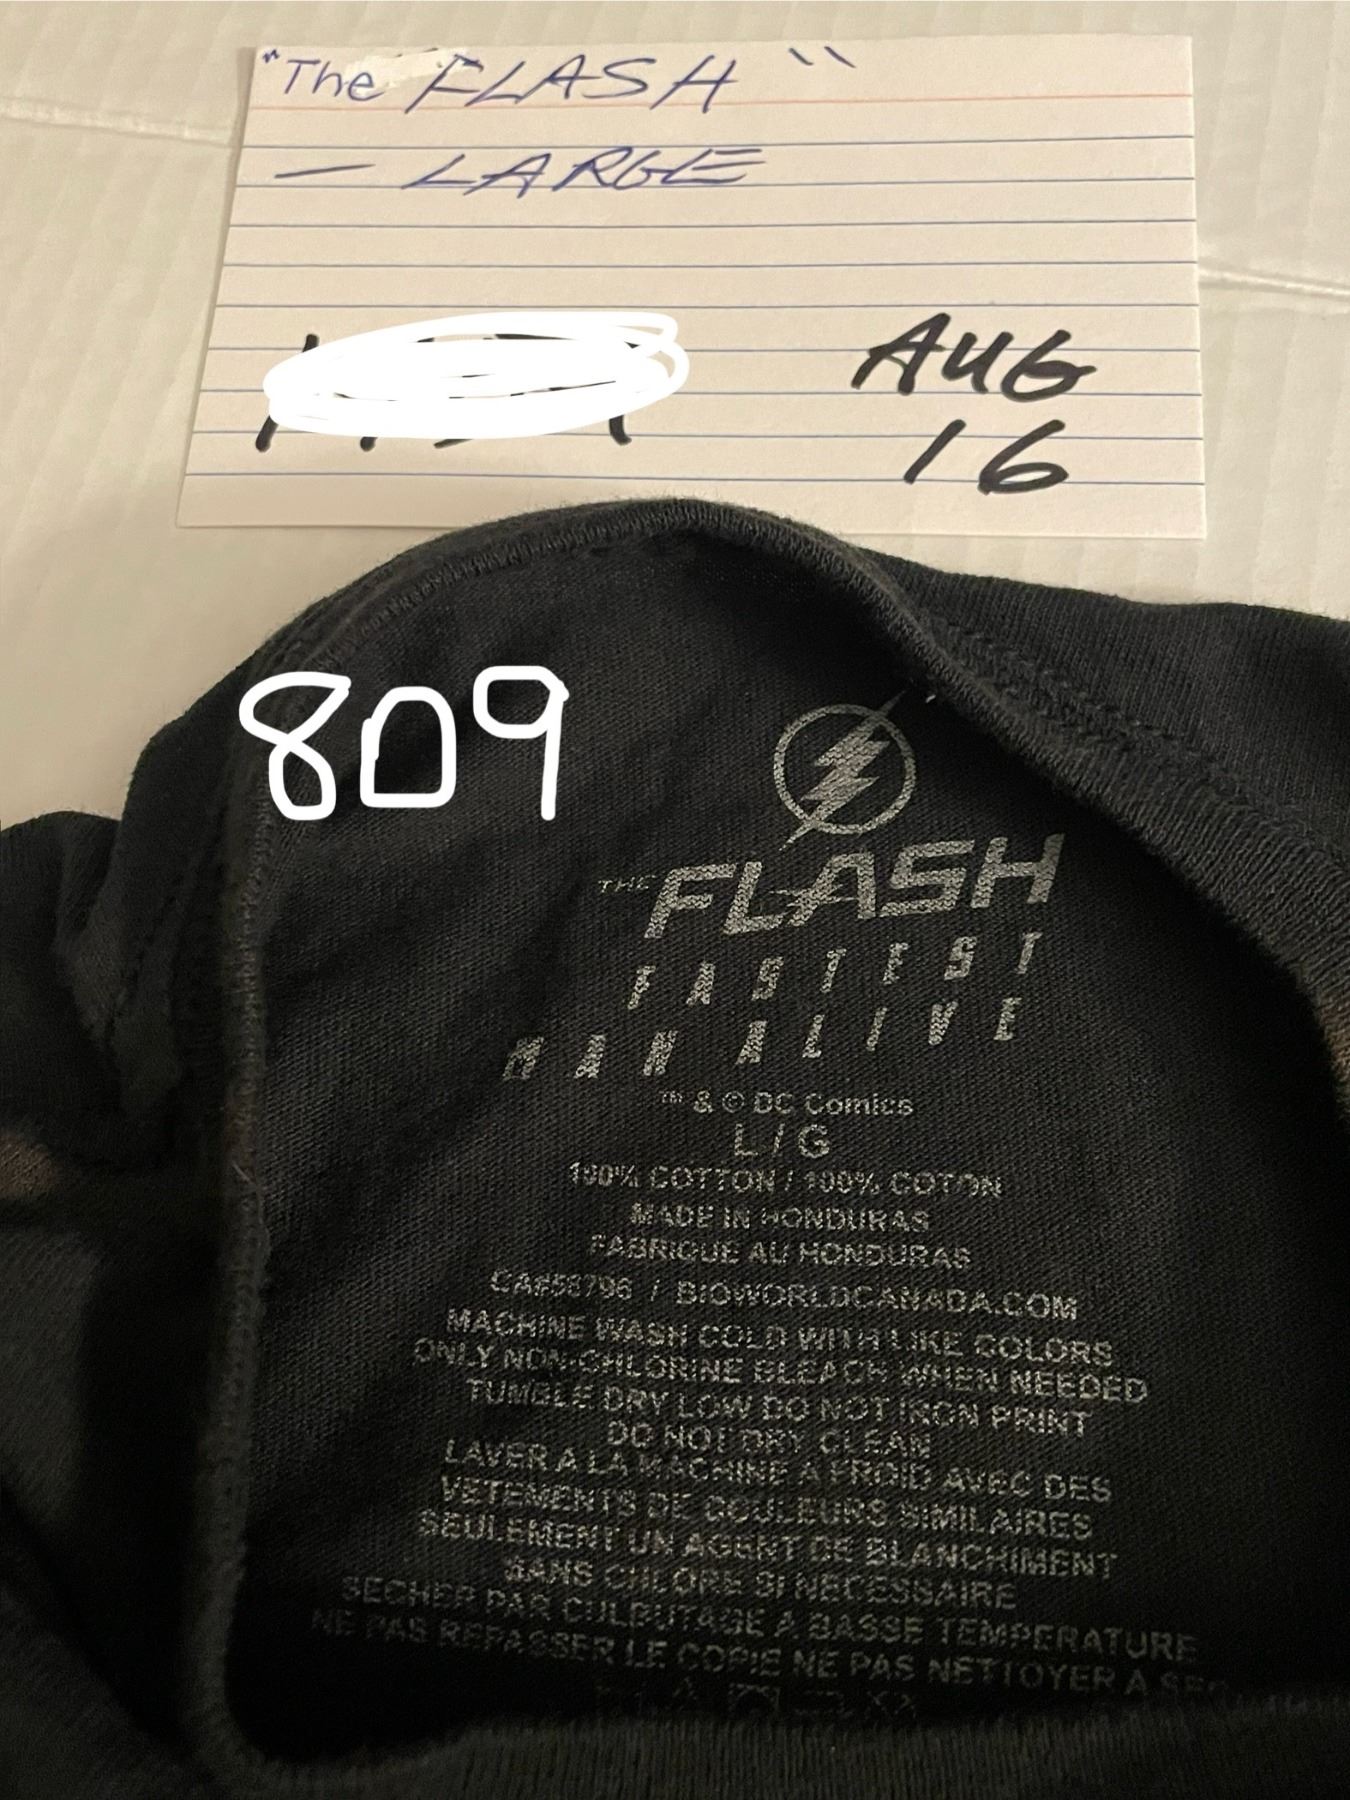 "The FLASH"
— LARGE
AUG
16
809
THE FLASH
FASTEST
MAN ALIVE
™ & © DC Comics
L / G
100% COTTON / 100% COTON
MADE IN HONDURAS
FABRIQUE AU HONDURAS
CA#58796 / BIOWORLDCANADA.COM
MACHINE WASH COLD WITH LIKE COLORS
ONLY NON-CHLORINE BLEACH WHEN NEEDED
TUMBLE DRY LOW DO NOT IRON PRINT
DO NOT DRY CLEAN
LAVER A LA MACHINE A FROID AVEC DES
VETEMENTS DE COULEURS SIMILAIRES
SEULEMENT UN AGENT DE BLANCHIMENT
SANS CHLORE SI NECESSAIRE
SECHER PAR CULBUTAGE A BASSE TEMPERATURE
NE PAS REPASSER LE COPIE NE PAS NETTOYER A SEC